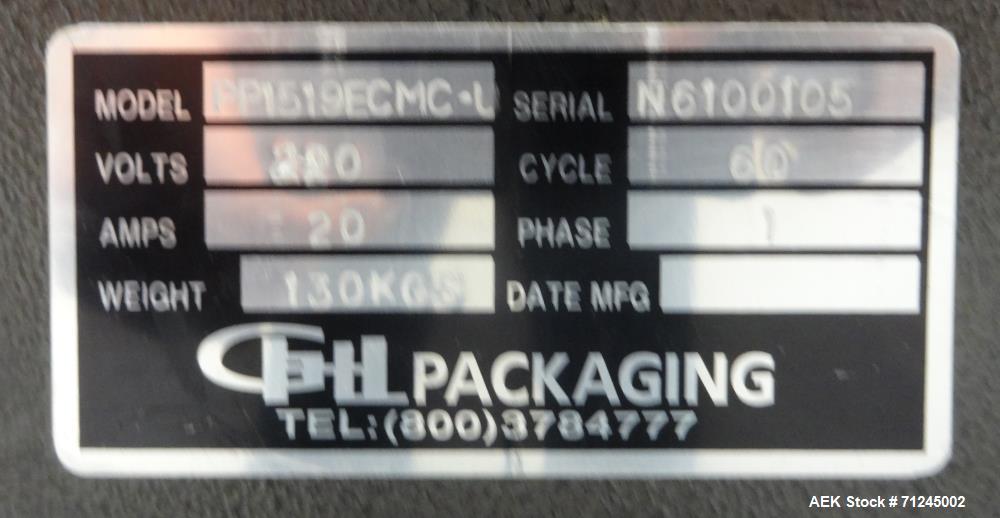 MODEL PP1519ECMC-U SERIAL N6100105
VOLTS 220 CYCLE 60
AMPS 20 PHASE 1
WEIGHT 130KGS DATE MFG
PACKAGING
TEL:(800)3784777
AEK Stock # 71245002